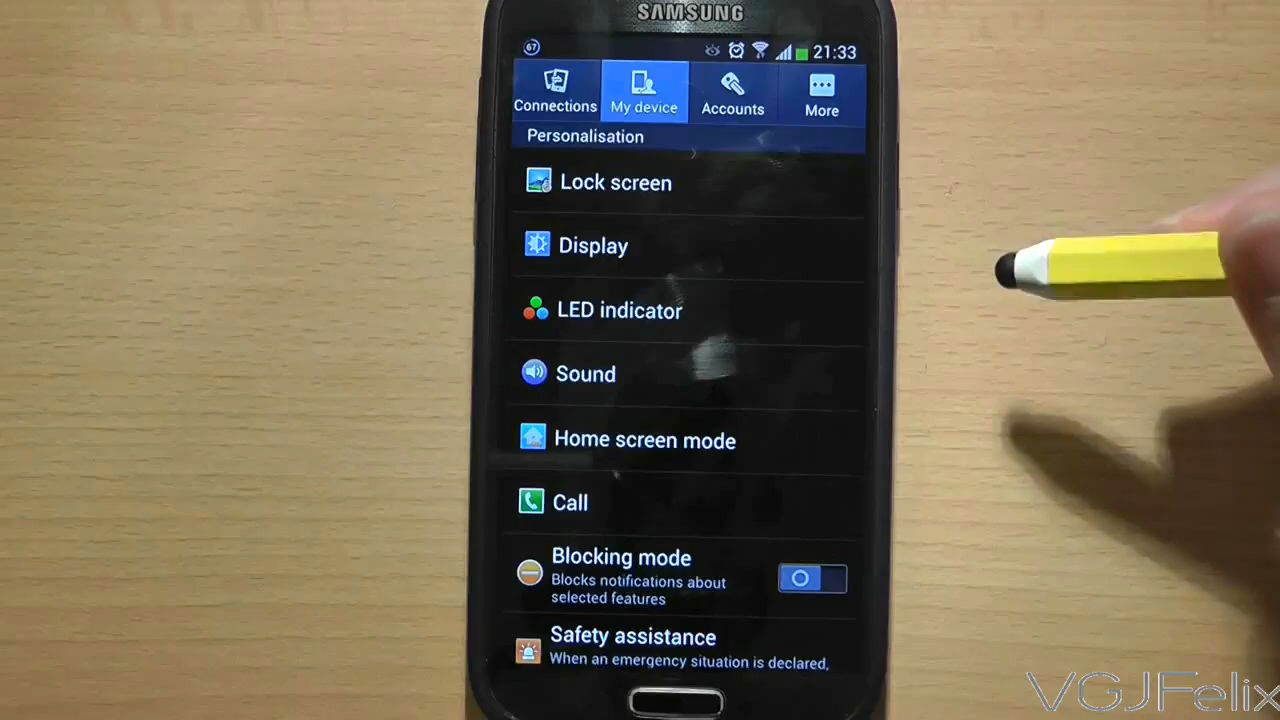 SAMSUNG
67
21:33
Connections
My device
Accounts
More
Personalisation
Lock screen
Display
LED indicator
Sound
Home screen mode
Call
Blocking mode
Blocks notifications about
selected features
Safety assistance
When an emergency situation is declared,
VGJFelix